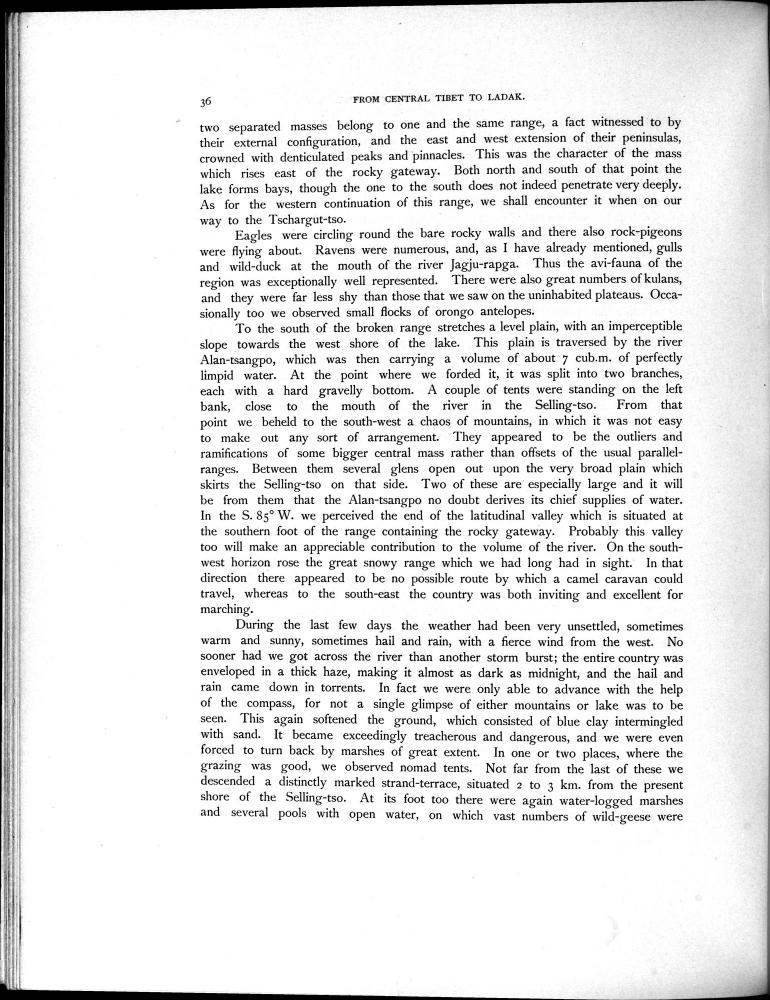 36 FROM CENTRAL TIBET TO LADAK.
two separated masses belong to one and the same range, a fact witnessed to by
their external configuration, and the east and west extension of their peninsulas,
crowned with denticulated peaks and pinnacles. This was the character of the mass
which rises east of the rocky gateway. Both north and south of that point the
lake forms bays, though the one to the south does not indeed penetrate very deeply.
As for the western continuation of this range, we shall encounter it when on our
way to the Tschargut-tso.
Eagles were circling round the bare rocky walls and there also rock-pigeons
were flying about. Ravens were numerous, and, as I have already mentioned, gulls
and wild-duck at the mouth of the river Jagju-rapga. Thus the avi-fauna of the
region was exceptionally well represented. There were also great numbers of kulans,
and they were far less shy than those that we saw on the uninhabited plateaus. Occa-
sionally too we observed small flocks of orongo antelopes.
To the south of the broken range stretches a level plain, with an imperceptible
slope towards the west shore of the lake. This plain is traversed by the river
Alan-tsangpo, which was then carrying a volume of about 7 cub.m. of perfectly
limpid water. At the point where we forded it, it was split into two branches,
each with a hard gravelly bottom. A couple of tents were standing on the left
bank, close to the mouth of the river in the Selling-tso. From that
point we beheld to the south-west a chaos of mountains, in which it was not easy
to make out any sort of arrangement. They appeared to be the outliers and
ramifications of some bigger central mass rather than offsets of the usual parallel-
ranges. Between them several glens open out upon the very broad plain which
skirts the Selling-tso on that side. Two of these are especially large and it will
be from them that the Alan-tsangpo no doubt derives its chief supplies of water.
In the S. 85° W. we perceived the end of the latitudinal valley which is situated at
the southern foot of the range containing the rocky gateway. Probably this valley
too will make an appreciable contribution to the volume of the river. On the south-
west horizon rose the great snowy range which we had long had in sight. In that
direction there appeared to be no possible route by which a camel caravan could
travel, whereas to the south-east the country was both inviting and excellent for
marching.
During the last few days the weather had been very unsettled, sometimes
warm and sunny, sometimes hail and rain, with a fierce wind from the west. No
sooner had we got across the river than another storm burst; the entire country was
enveloped in a thick haze, making it almost as dark as midnight, and the hail and
rain came down in torrents. In fact we were only able to advance with the help
of the compass, for not a single glimpse of either mountains or lake was to be
seen. This again softened the ground, which consisted of blue clay intermingled
with sand. It became exceedingly treacherous and dangerous, and we were even
forced to turn back by marshes of great extent. In one or two places, where the
grazing was good, we observed nomad tents. Not far from the last of these we
descended a distinctly marked strand-terrace, situated 2 to 3 km. from the present
shore of the Selling-tso. At its foot too there were again water-logged marshes
and several pools with open water, on which vast numbers of wild-geese were